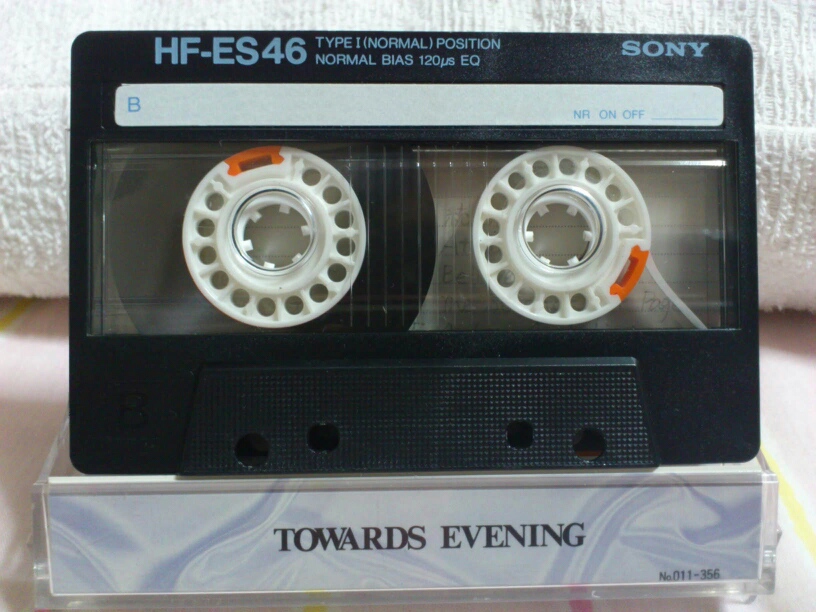 HF-ES46 TYPE I (NORMAL) POSITION SONY
NORMAL BIAS 120μs EQ
B
NR ON OFF
B
TOWARDS EVENING
No.011-356